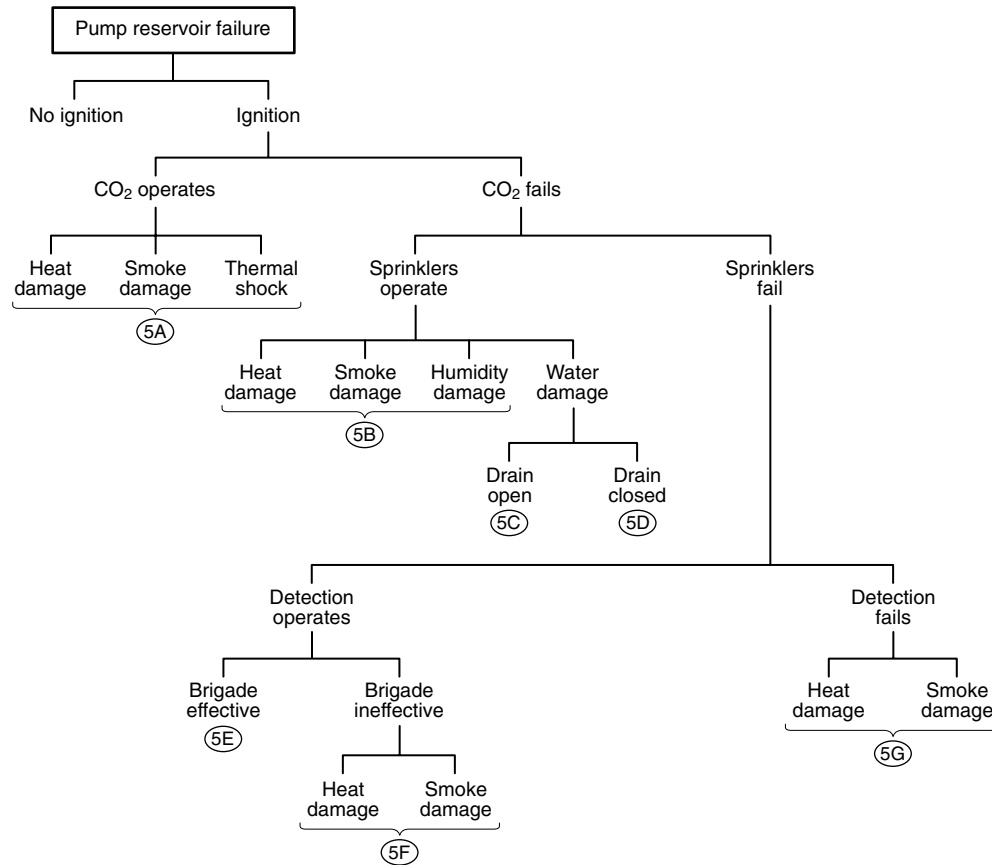 Pump reservoir failure
No ignition
Ignition
CO₂ operates
CO₂ fails
Heat
damage
Smoke
damage
Thermal
shock
5A
Sprinklers
operate
Sprinklers
fail
Heat
damage
Smoke
damage
Humidity
damage
Water
damage
5B
Drain
open
5C
Drain
closed
5D
Detection
operates
Detection
fails
Brigade
effective
5E
Brigade
ineffective
Heat
damage
Smoke
damage
5G
Heat
damage
Smoke
damage
5F